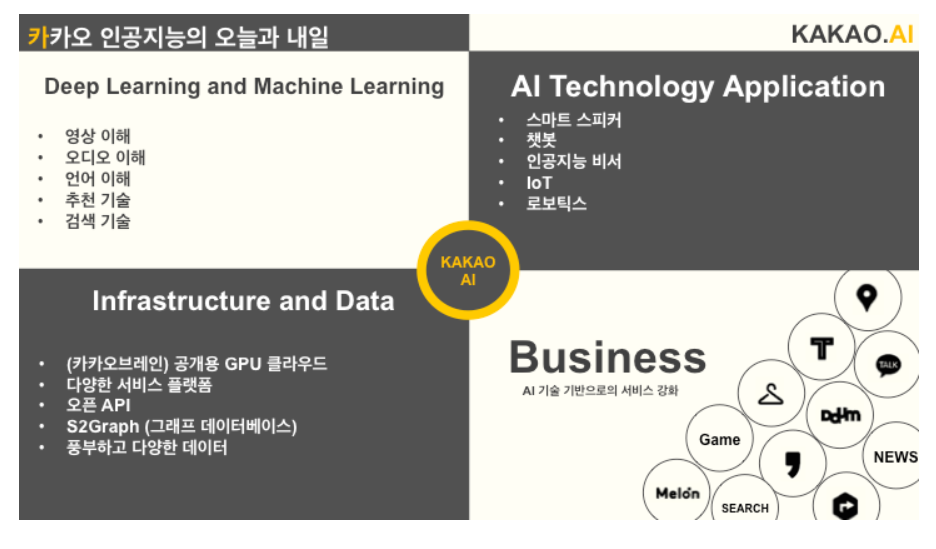 카카오 인공지능의 오늘과 내일
KAKAO.AI
Deep Learning and Machine Learning
• 영상 이해
• 오디오 이해
• 언어 이해
• 추천 기술
• 검색 기술
AI Technology Application
• 스마트 스피커
• 챗봇
• 인공지능 비서
• IoT
• 로보틱스
KAKAO
AI
Infrastructure and Data
• (카카오브레인) 공개용 GPU 클라우드
• 다양한 서비스 플랫폼
• 오픈 API
• S2Graph (그래프 데이터베이스)
• 풍부하고 다양한 데이터
Business
AI 기술 기반으로의 서비스 강화
T
TALK
Daum
Game
NEWS
Melon
SEARCH